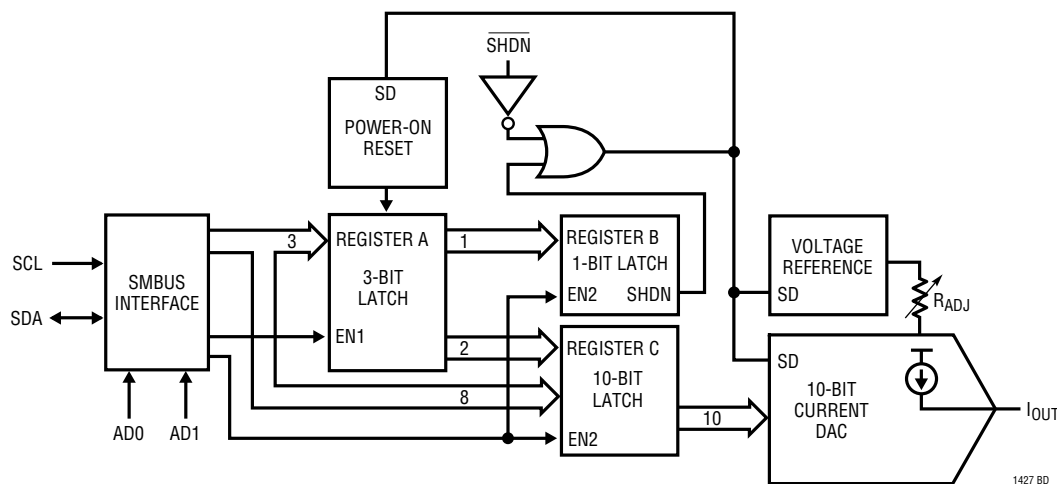 SHDN
SD
POWER-ON
RESET
SCL
SDA
SMBUS
INTERFACE
AD0
AD1
3
REGISTER A
3-BIT
LATCH
EN1
1
2
8
REGISTER B
1-BIT LATCH
EN2
SHDN
REGISTER C
10-BIT
LATCH
EN2
10
VOLTAGE
REFERENCE
SD
RADJ
SD
10-BIT
CURRENT
DAC
IOUT
1427 BD